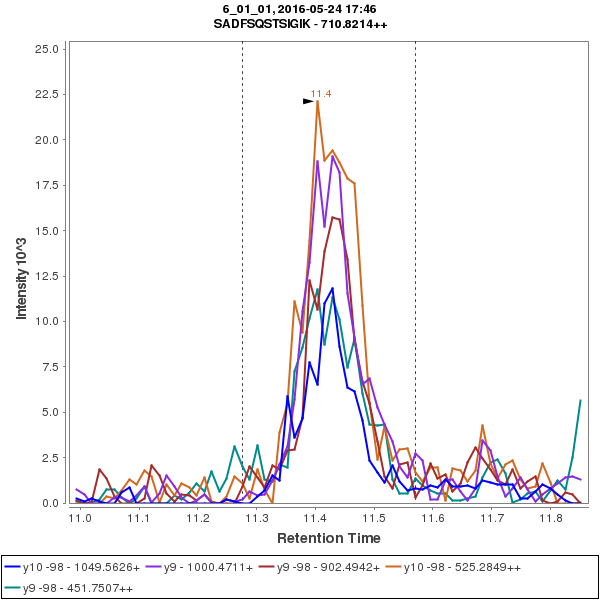 6_01_01, 2016-05-24 17:46
SADFSQSTSIGIK - 710.8214++
Intensity 10^3
25.0
22.5
20.0
17.5
15.0
12.5
10.0
7.5
5.0
2.5
0.0
11.4
11.0 11.1 11.2 11.3 11.4 11.5 11.6 11.7 11.8
Retention Time
y10 -98 - 1049.5626+ y9 - 1000.4711+ y9 -98 - 902.4942+ y10 -98 - 525.2849++
y9 -98 - 451.7507++